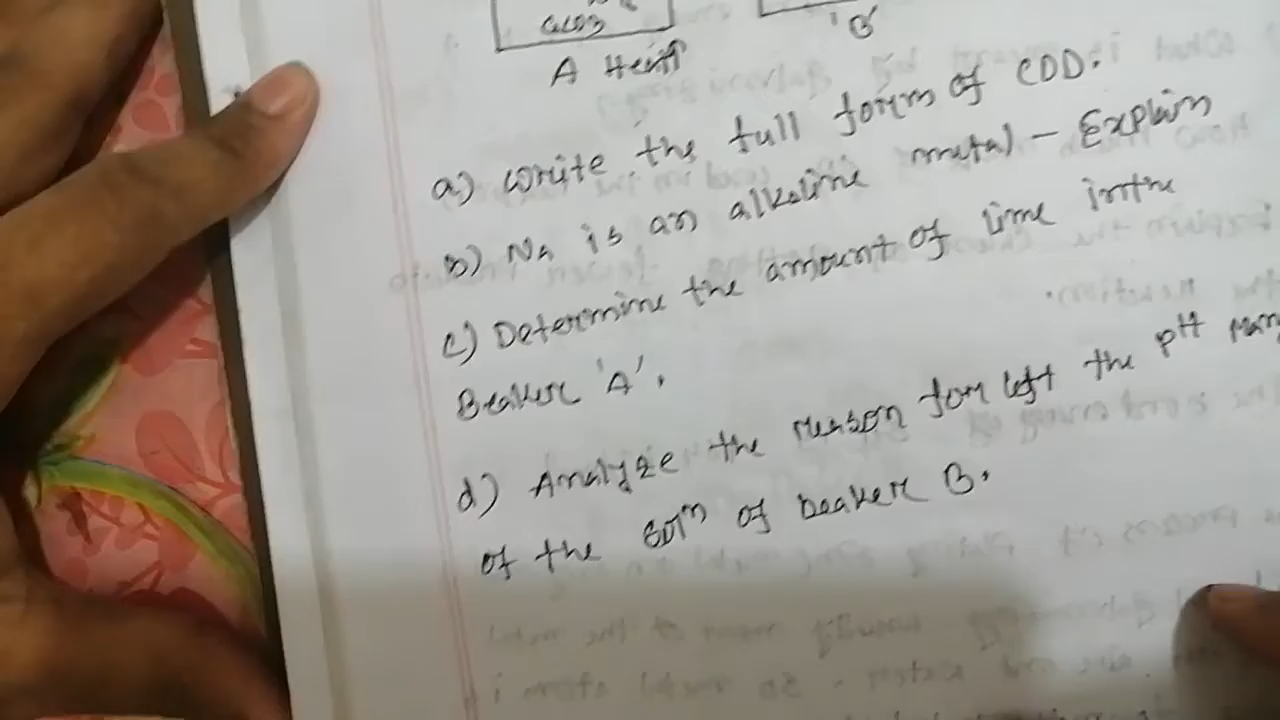 'B'
A Heat
a) write the full form of COD.
b) Na is an alkaline metal - Explain
c) Determine the amount of lime in the
Beaker 'A'.
d) Analyze the reason for left the pH
of the solⁿ of beaker B.